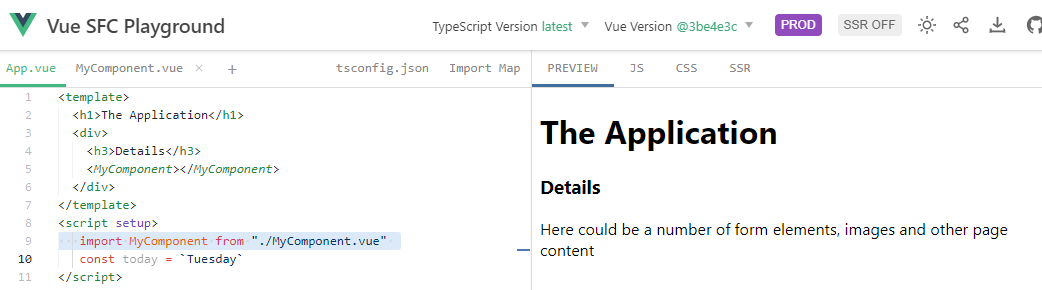 Vue SFC Playground
TypeScript Version latest
Vue Version @3be4e3c
PROD
SSR OFF
App.vue
MyComponent.vue ×
+
tsconfig.json
Import Map
1 <template>
2 <h1>The Application</h1>
3 <div>
4 <h3>Details</h3>
5 <MyComponent></MyComponent>
6 </div>
7 </template>
8 <script setup>
9 import MyComponent from "./MyComponent.vue"
10 const today = `Tuesday`
11 </script>
PREVIEW
JS
CSS
SSR
The Application
Details
Here could be a number of form elements, images and other page
content